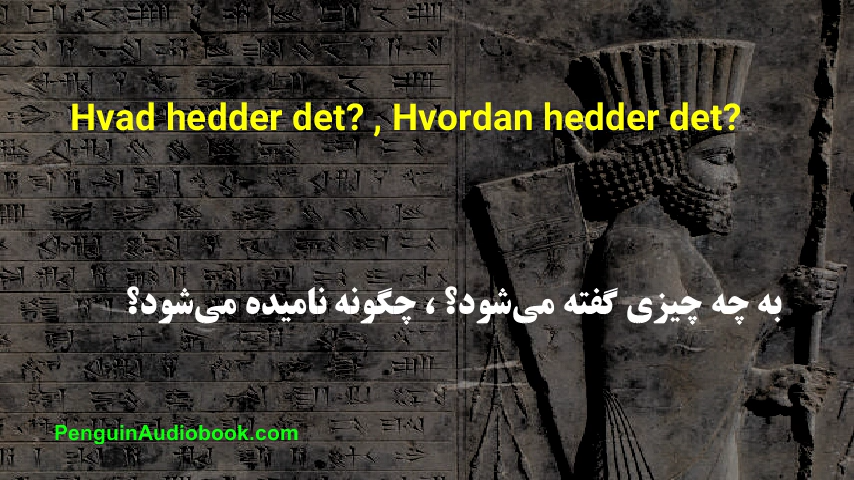 Hvad hedder det? , Hvordan hedder det?
به چه چیزی گفته می‌شود؟ ، چگونه نامیده می‌شود؟
PenguinAudiobook.com